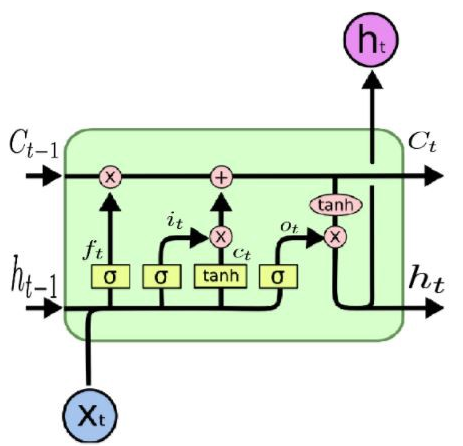 hₜ
Cₜ₋₁
Cₜ
x
+
tanh
iₜ
oₜ
x
x
fₜ
cₜ
hₜ₋₁
σ
σ
tanh
σ
hₜ
Xₜ